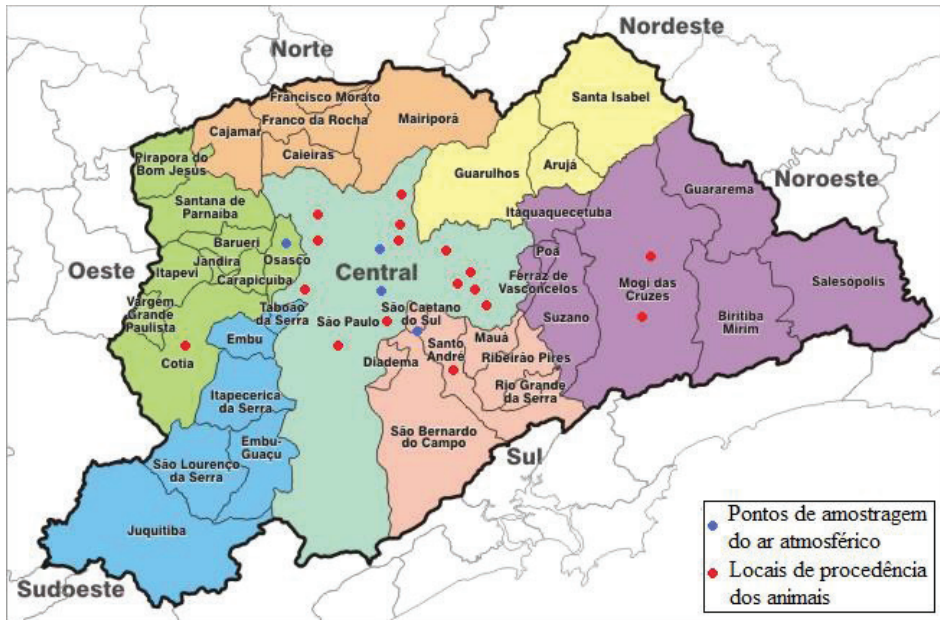 Nordeste
Norte
Francisco Morato
Franco da Rocha
Cajamar
Caieiras
Mairiporã
Santa Isabel
Guarulhos
Arujá
Pirapora do
Bom Jesus
Santana de
Parnaíba
Barueri
Jandira
Itapevi
Carapicuiba
Osasco
Oeste
Vargem
Grande
Paulista
Cotia
Taboão
da Serra
Embu
Central
São Paulo
São Caetano
do Sul
Itaquaquecetuba
Poá
Ferraz de
Vasconcelos
Suzano
Guararema
Noroeste
Mogi das
Cruzes
Biritiba
Mirim
Salesópolis
Diadema
Santo
André
Mauá
Ribeirão Pires
Rio Grande
da Serra
São Bernardo
do Campo
Sul
Itapecerica
da Serra
Embu-
Guaçu
São Lourenço
da Serra
Juquitiba
Sudoeste
Pontos de amostragem
do ar atmosférico
Locais de procedência
dos animais